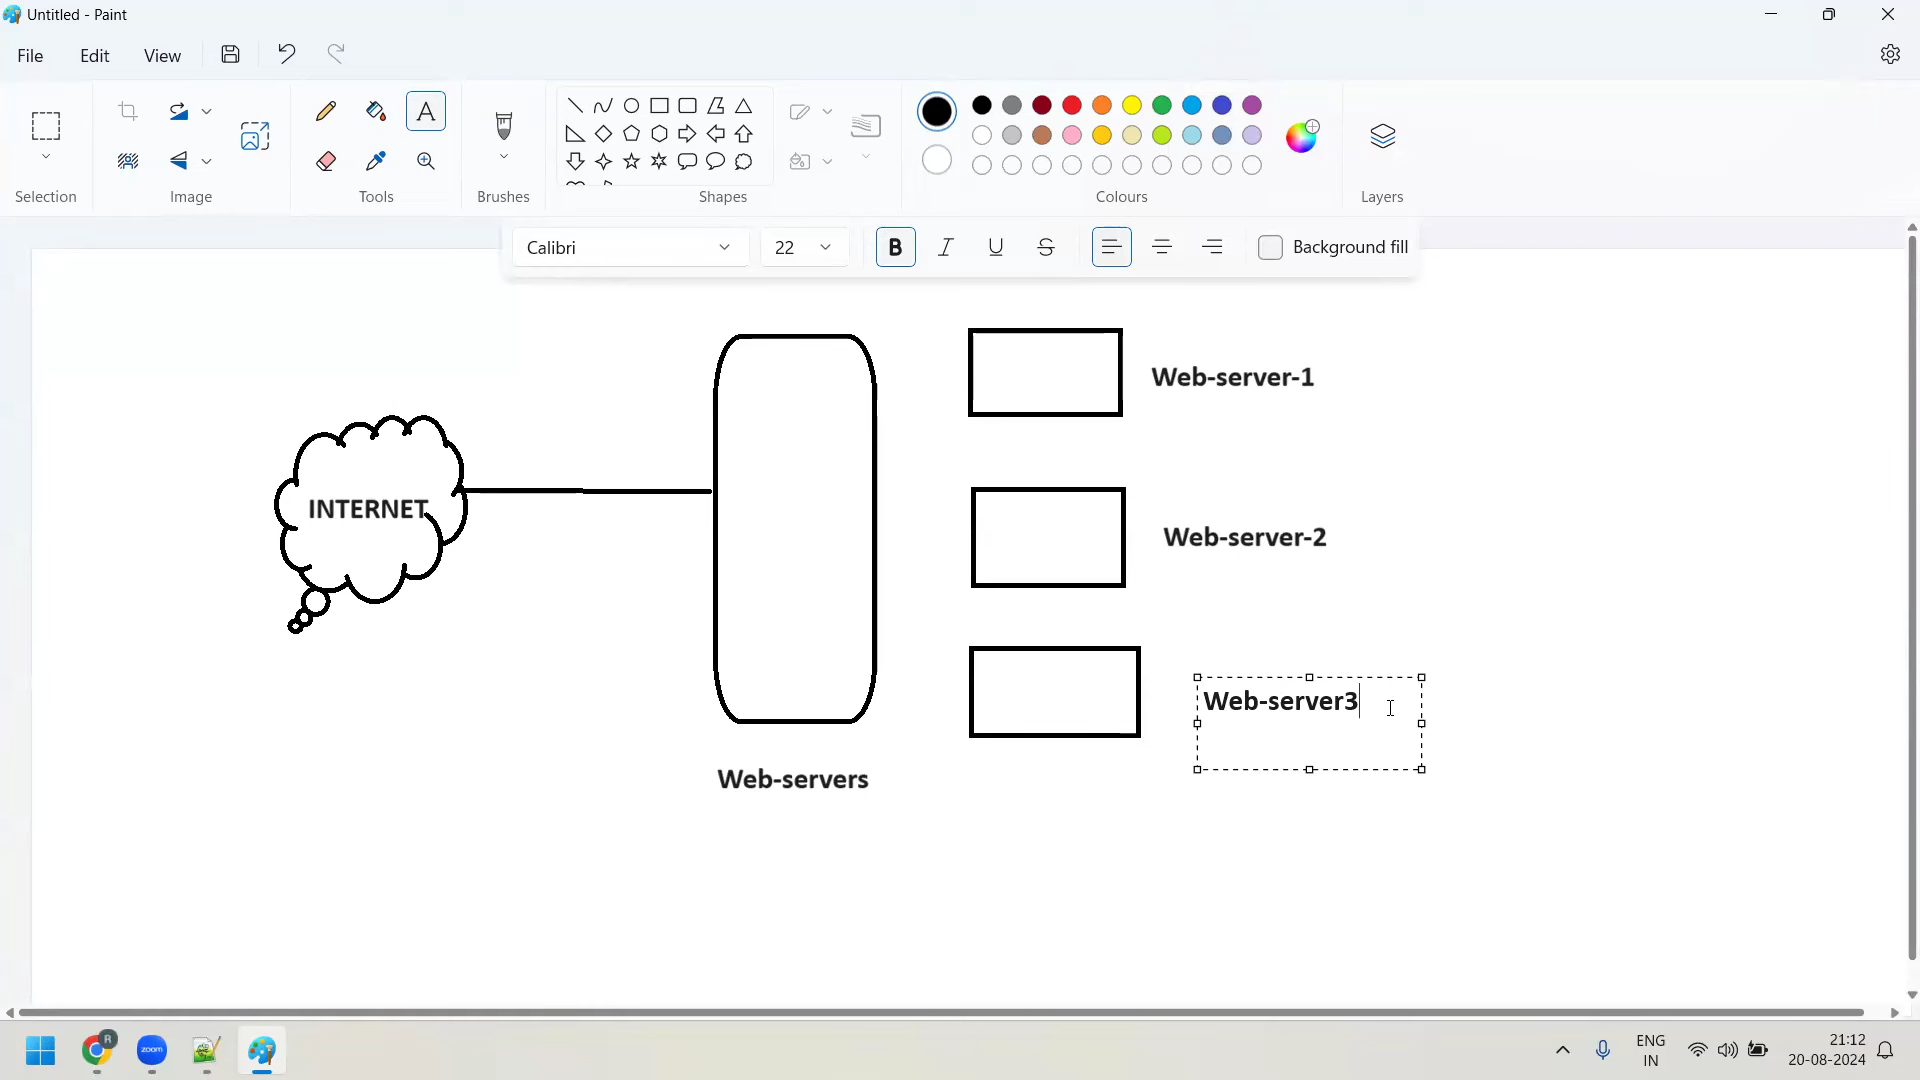 Untitled - Paint
File
Edit
View
Selection
Image
Tools
Brushes
Shapes
Colours
Layers
Calibri
22
B
I
U
S
Background fill
Web-server-1
INTERNET
Web-server-2
Web-server3
Web-servers
R
zoom
ENG
IN
21:12
20-08-2024